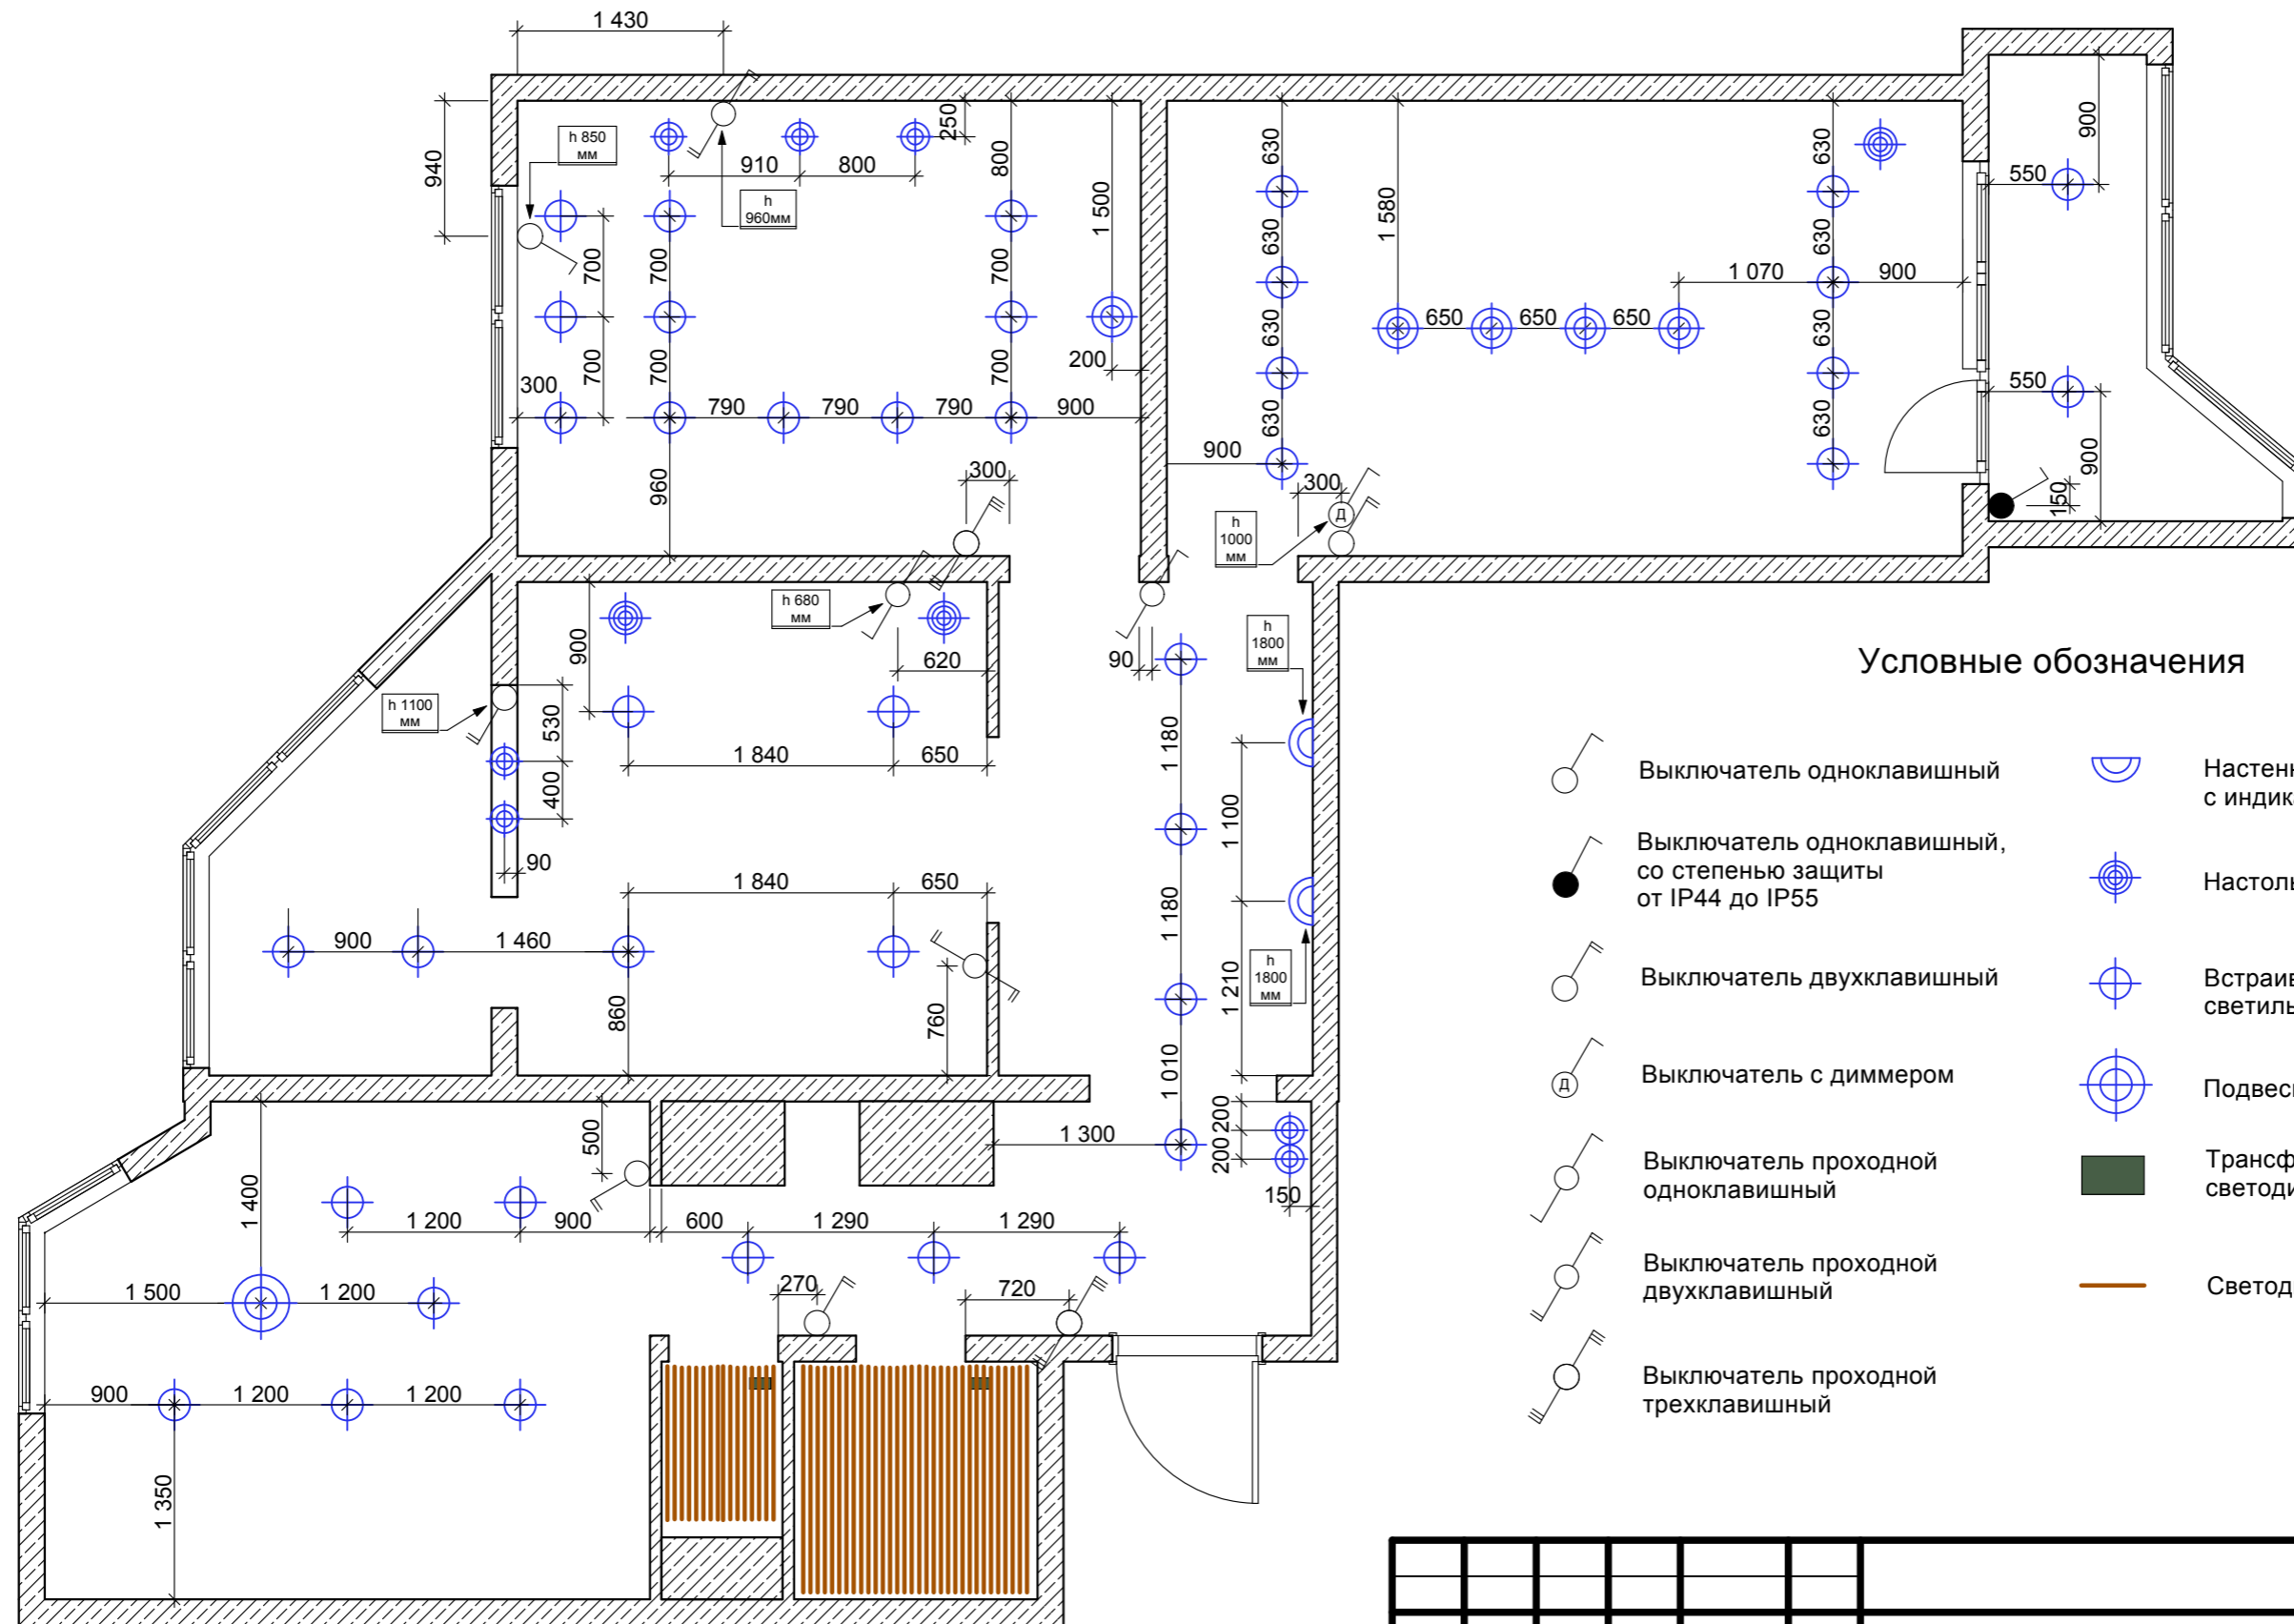 1 430
940
h 850
мм
250
910
800
h
960мм
800
1 500
700
700
700
700
700
700
300
200
790
790
790
900
960
300
630
630
630
630
1 580
650
650
650
630
630
630
630
1 070
900
900
300
Д
h
1000
мм
900
550
550
900
150
h 680
мм
900
620
h 1100
мм
530
400
90
1 840
650
1 840
650
900
1 460
860
760
90
h
1800
мм
1 180
1 100
1 180
1 210
h
1800
мм
1 010
200
200
150
1 300
500
1 400
1 200
900
600
1 290
1 290
270
720
1 500
1 200
900
1 200
1 200
1 350
Условные обозначения
Выключатель одноклавишный
Выключатель одноклавишный,
со степенью защиты
от IP44 до IP55
Выключатель двухклавишный
Д
Выключатель с диммером
Выключатель проходной
одноклавишный
Выключатель проходной
двухклавишный
Выключатель проходной
трехклавишный
с